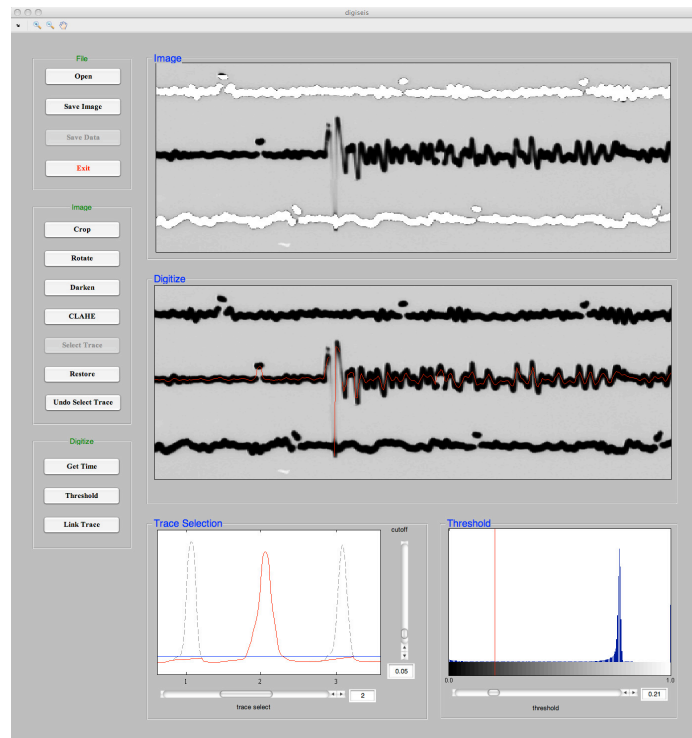 digiseis
File
Open
Save Image
Save Data
Exit
Image
Crop
Rotate
Darken
CLAHE
Select Trace
Restore
Undo Select Trace
Digitize
Get Time
Threshold
Link Trace
Image
Digitize
Trace Selection
cutoff
0.05
1 2 3
2
trace select
Threshold
0.0 1.0
0.21
threshold